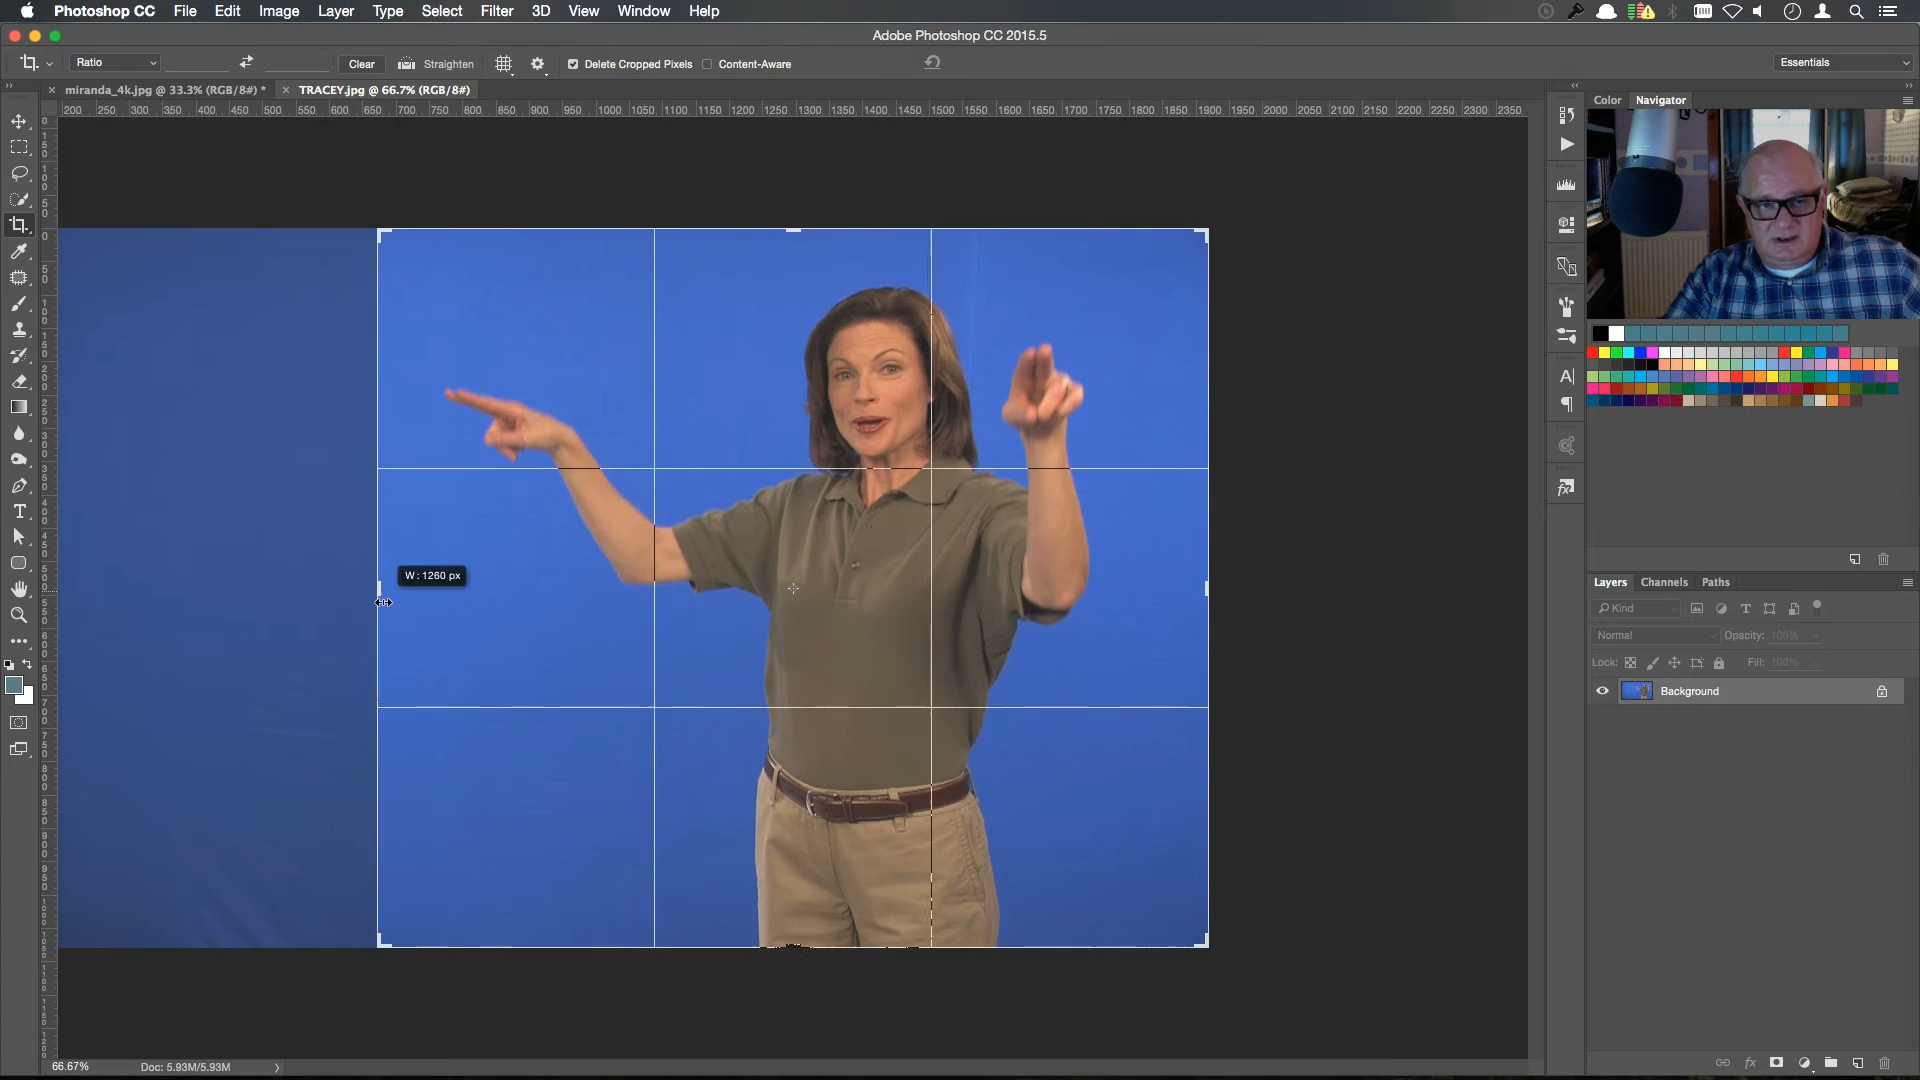 Photoshop CC File Edit Image Layer Type Select Filter 3D View Window Help
Adobe Photoshop CC 2015.5
Ratio Clear Straighten Delete Cropped Pixels Content-Aware Essentials
miranda_4k.jpg @ 33.3% (RGB/8#) * TRACEY.jpg @ 66.7% (RGB/8#)
Color Navigator
200 250 300 350 400 450 500 550 600 650 700 750 800 850 900 950 1000 1050 1100 1150 1200 1250 1300 1350 1400 1450 1500 1550 1600 1650 1700 1750 1800 1850 1900 1950 2000 2050 2100 2150 2200 2250 2300 2350
W : 1260 px
Layers Channels Paths
Kind
Normal Opacity: 100%
Lock: Fill: 100%
Background
66.67% Doc: 5.93M/5.93M